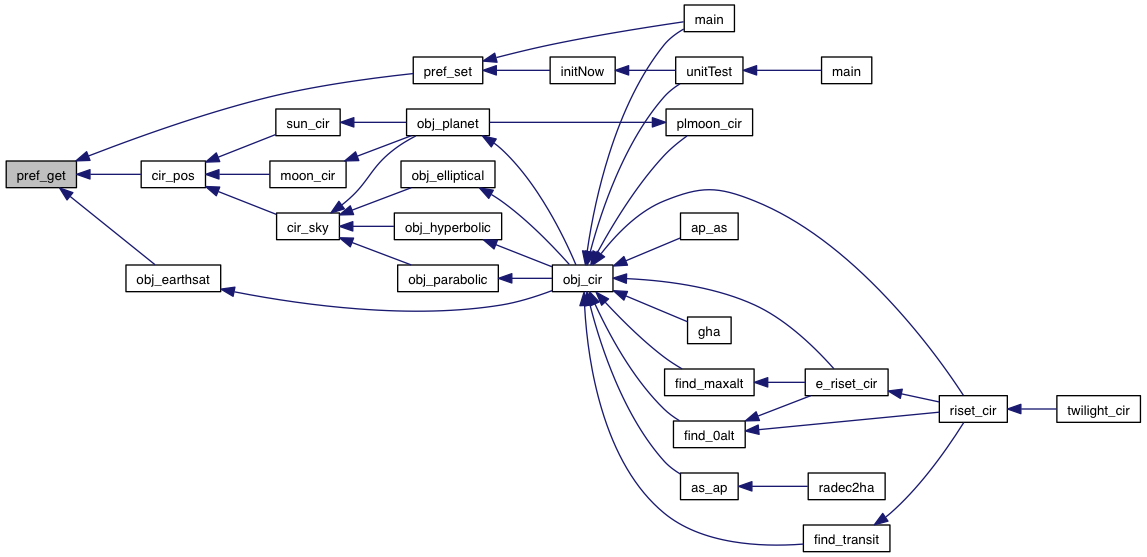 main
pref_set
initNow
unitTest
main
sun_cir
obj_planet
plmoon_cir
pref_get
cir_pos
moon_cir
obj_elliptical
cir_sky
obj_hyperbolic
ap_as
obj_earthsat
obj_parabolic
obj_cir
gha
find_maxalt
e_riset_cir
riset_cir
twilight_cir
find_0alt
as_ap
radec2ha
find_transit